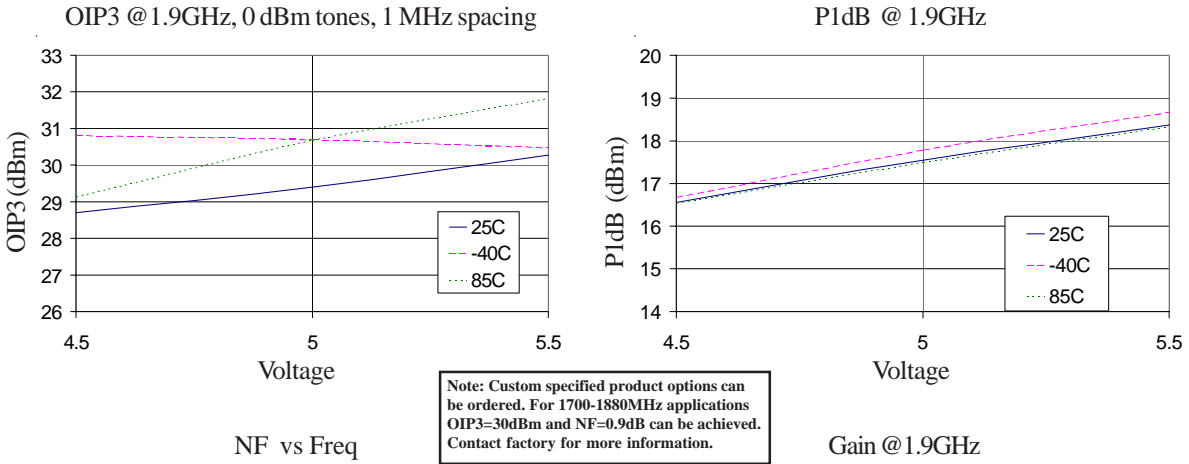 OIP3 @1.9GHz, 0 dBm tones, 1 MHz spacing
33
32
31
30
29
28
27
26
OIP3 (dBm)
25C
-40C
85C
4.5
5
5.5
Voltage
P1dB @ 1.9GHz
20
19
18
17
16
15
14
P1dB (dBm)
25C
-40C
85C
4.5
5
5.5
Voltage
Note: Custom specified product options can
be ordered. For 1700-1880MHz applications
OIP3=30dBm and NF=0.9dB can be achieved.
Contact factory for more information.
NF vs Freq
Gain @1.9GHz